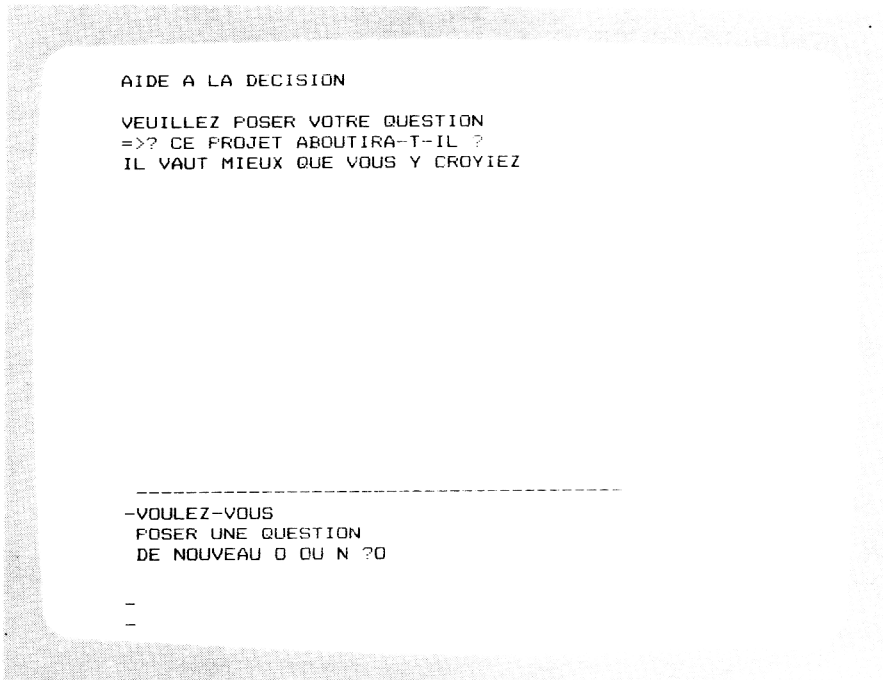 AIDE A LA DECISION
VEUILLEZ POSER VOTRE QUESTION
=>? CE PROJET ABOUTIRA-T-IL ?
IL VAUT MIEUX QUE VOUS Y CROYIEZ
----------------------------------------
-VOULEZ-VOUS
POSER UNE QUESTION
DE NOUVEAU O OU N ?O
-
-